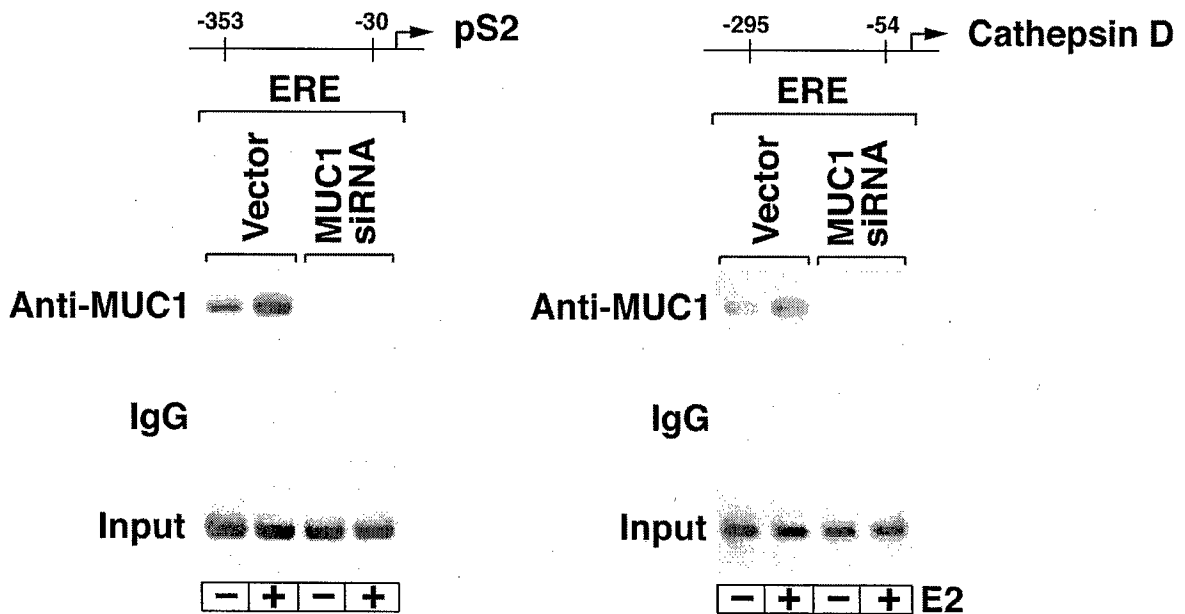 -353 -30 pS2
ERE
Vector MUC1 siRNA
Anti-MUC1
IgG
Input
− + − +
-295 -54 Cathepsin D
ERE
Vector MUC1 siRNA
Anti-MUC1
IgG
Input
− + − + E2